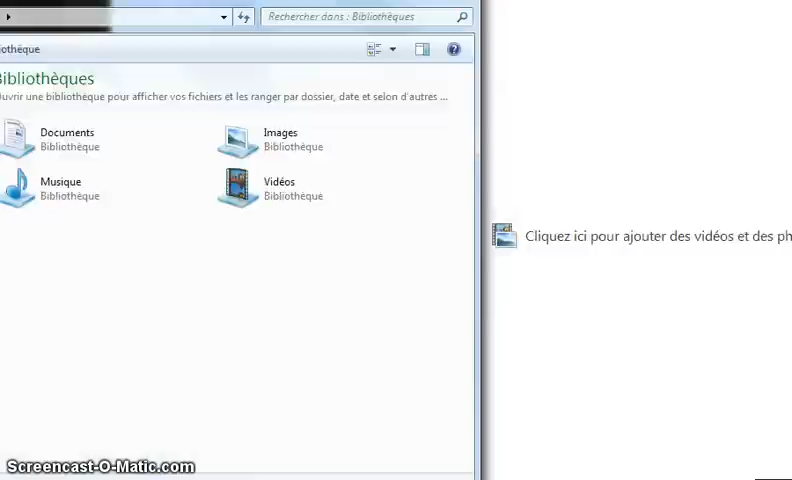 Rechercher dans : Bibliothèques
iothèque
Bibliothèques
Ouvrir une bibliothèque pour afficher vos fichiers et les ranger par dossier, date et selon d'autres ...
Documents
Bibliothèque
Images
Bibliothèque
Musique
Bibliothèque
Vidéos
Bibliothèque
Cliquez ici pour ajouter des vidéos et des ph
Screencast-O-Matic.com